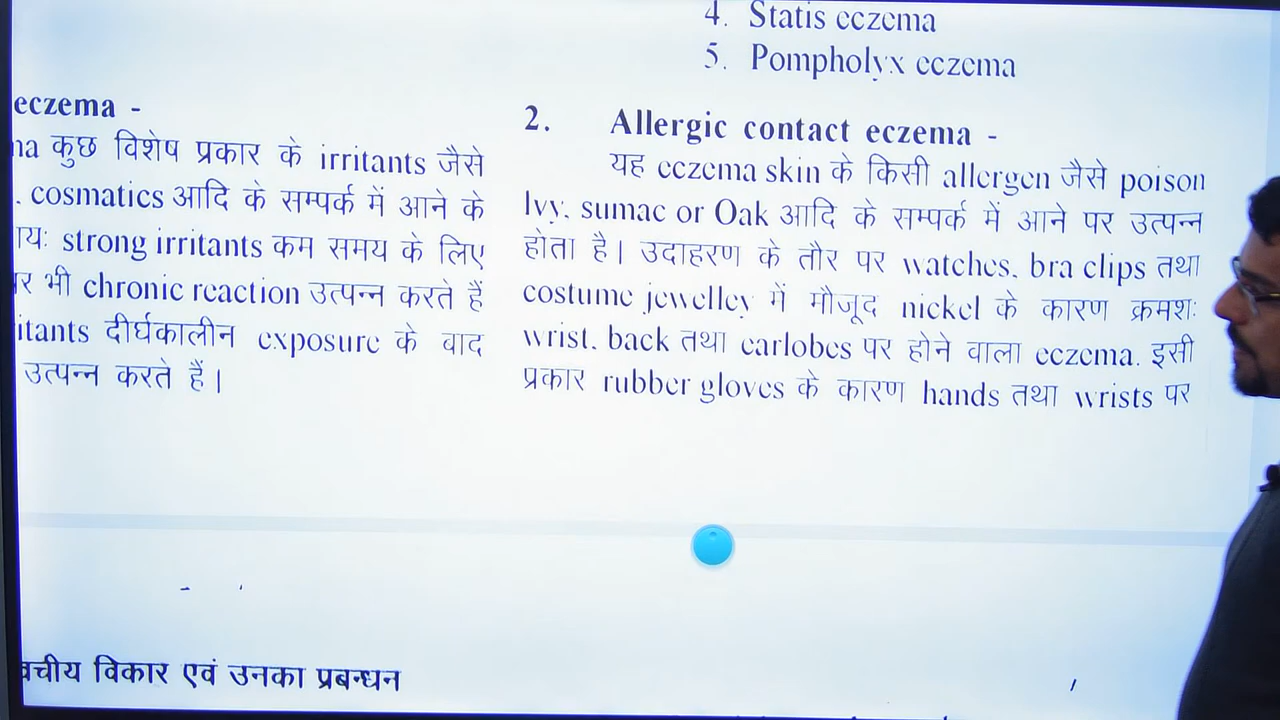 4. Statis eczema
5. Pompholyx eczema
eczema -
कुछ विशेष प्रकार के irritants जैसे
. cosmatics आदि के सम्पर्क में आने के
strong irritants कम समय के लिए
भी chronic reaction उत्पन्न करते हैं
दीर्घकालीन exposure के वाद
उत्पन्न करते हैं।
2. Allergic contact eczema -
यह eczema skin के किसी allergen जैसे poison
Ivy. sumac or Oak आदि के सम्पर्क में आने पर उत्पन्न
होता है। उदाहरण के तौर पर watches. bra clips तथा
costume jewelley में मौजूद nickel के कारण क्रमशः
wrist. back तथा earlobes पर होने वाला eczema. इसी
प्रकार rubber gloves के कारण hands तथा wrists पर
विकार एवं उनका प्रबन्धन